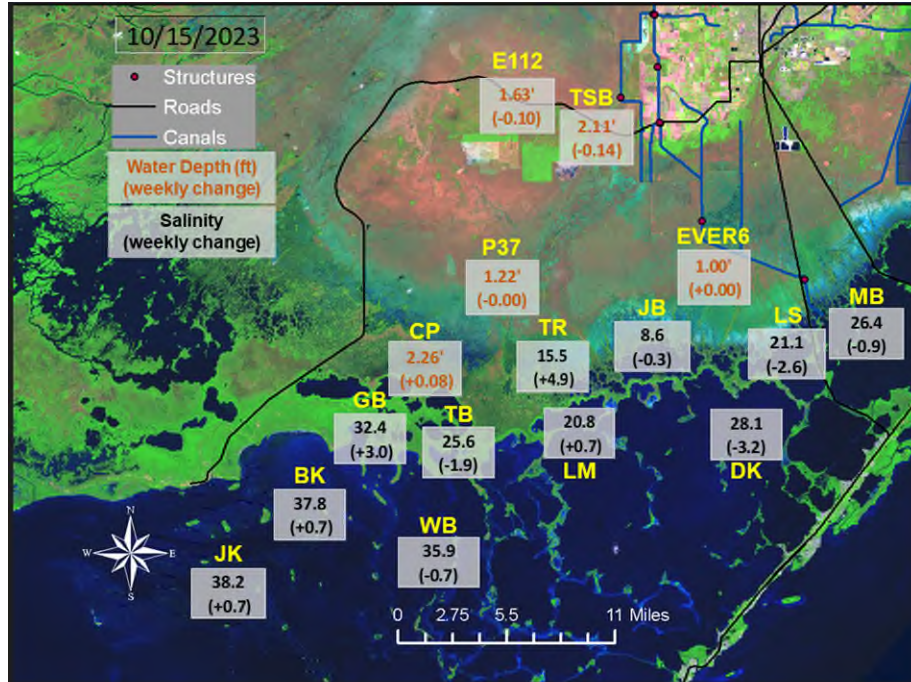 10/15/2023
Structures
Roads
Canals
Water Depth (ft)
(weekly change)
Salinity
(weekly change)
E112
1.63'
(-0.10)
TSB
2.11'
(-0.14)
P37
1.22'
(-0.00)
EVER6
1.00'
(+0.00)
CP
2.26'
(+0.08)
TR
15.5
(+4.9)
JB
8.6
(-0.3)
LS
21.1
(-2.6)
MB
26.4
(-0.9)
GB
32.4
(+3.0)
TB
25.6
(-1.9)
20.8
(+0.7)
LM
28.1
(-3.2)
DK
BK
37.8
(+0.7)
WB
35.9
(-0.7)
JK
38.2
(+0.7)
N
W E
S
0 2.75 5.5 11 Miles